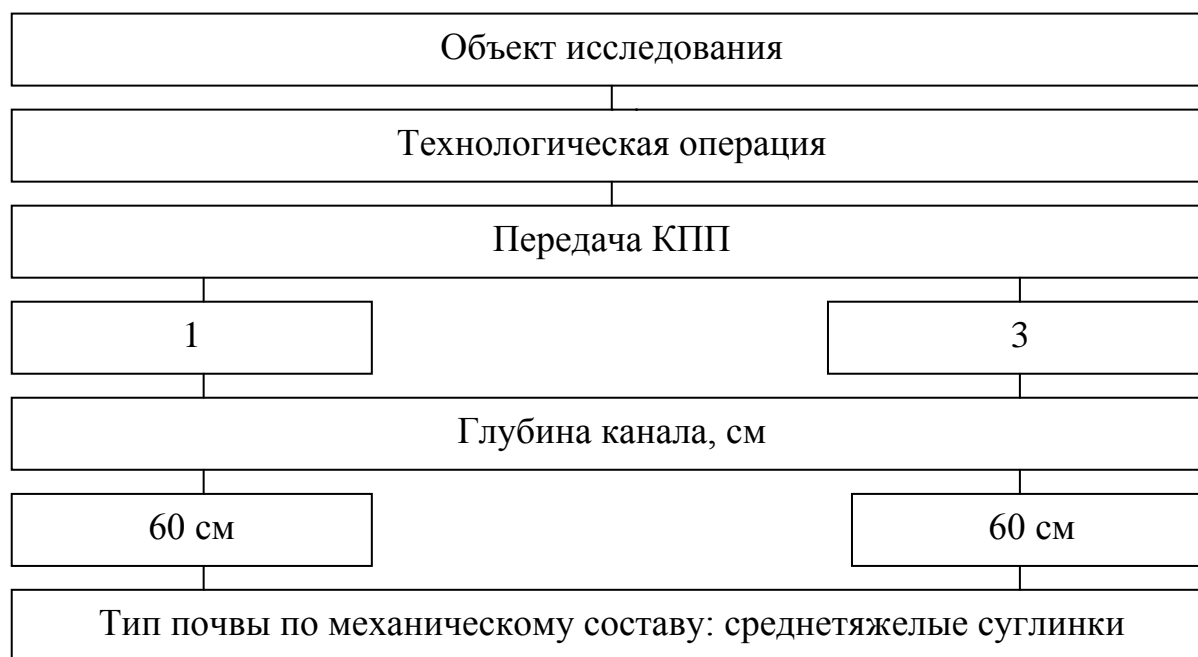 Объект исследования
Технологическая операция
Передача КПП
1
3
Глубина канала, см
60 см
60 см
Тип почвы по механическому составу: среднетяжелые суглинки